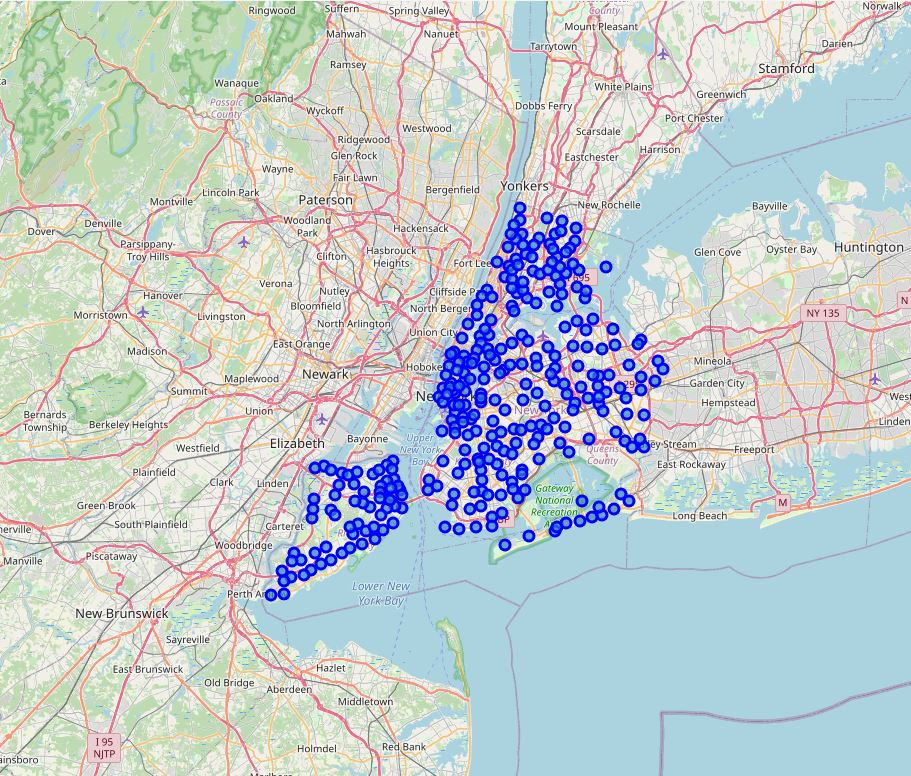 Ringwood
Suffern
Spring Valley
County
Norwalk
Mahwah
Nanuet
Mount Pleasant
Tarrytown
Darien
Ramsey
Stamford
Wanaque
White Plains
Passaic
County
Oakland
Wyckoff
Dobbs Ferry
Greenwich
Port Chester
Westwood
Ridgewood
Scarsdale
Glen Rock
Eastchester
Harrison
Wayne
Fair Lawn
Yonkers
Lincoln Park
Bergenfield
Montville
Paterson
New Rochelle
Bayville
Denville
Woodland
Park
Dover
Hackensack
Parsippany-
Troy Hills
Clifton
Hasbrouck
Heights
Fort Lee
Glen Cove
Oyster Bay
Huntington
Verona
Nutley
Cliffside P
Hanover
Bloomfield
North Berge
NY 135
N
Morristown
Livingston
North Arlington
Union City
East Orange
Madison
Hoboke
Mineola
Maplewood
Newark
Garden City
Summit
Hempstead
West
Bernards
Township
Union
Berkeley Heights
Bayonne
Upper
New York
Bay
Linden
Elizabeth
ley Stream
Freeport
Westfield
Queens
County
East Rockaway
Plainfield
Clark
Linden
Gateway
National
Recreation
M
Green Brook
Long Beach
South Plainfield
Carteret
Woodbridge
Piscataway
Manville
Perth Am
Lower New
York Bay
New Brunswick
Sayreville
East Brunswick
Hazlet
Old Bridge
Aberdeen
Middletown
I 95
NJTP
Holmdel
Red Bank